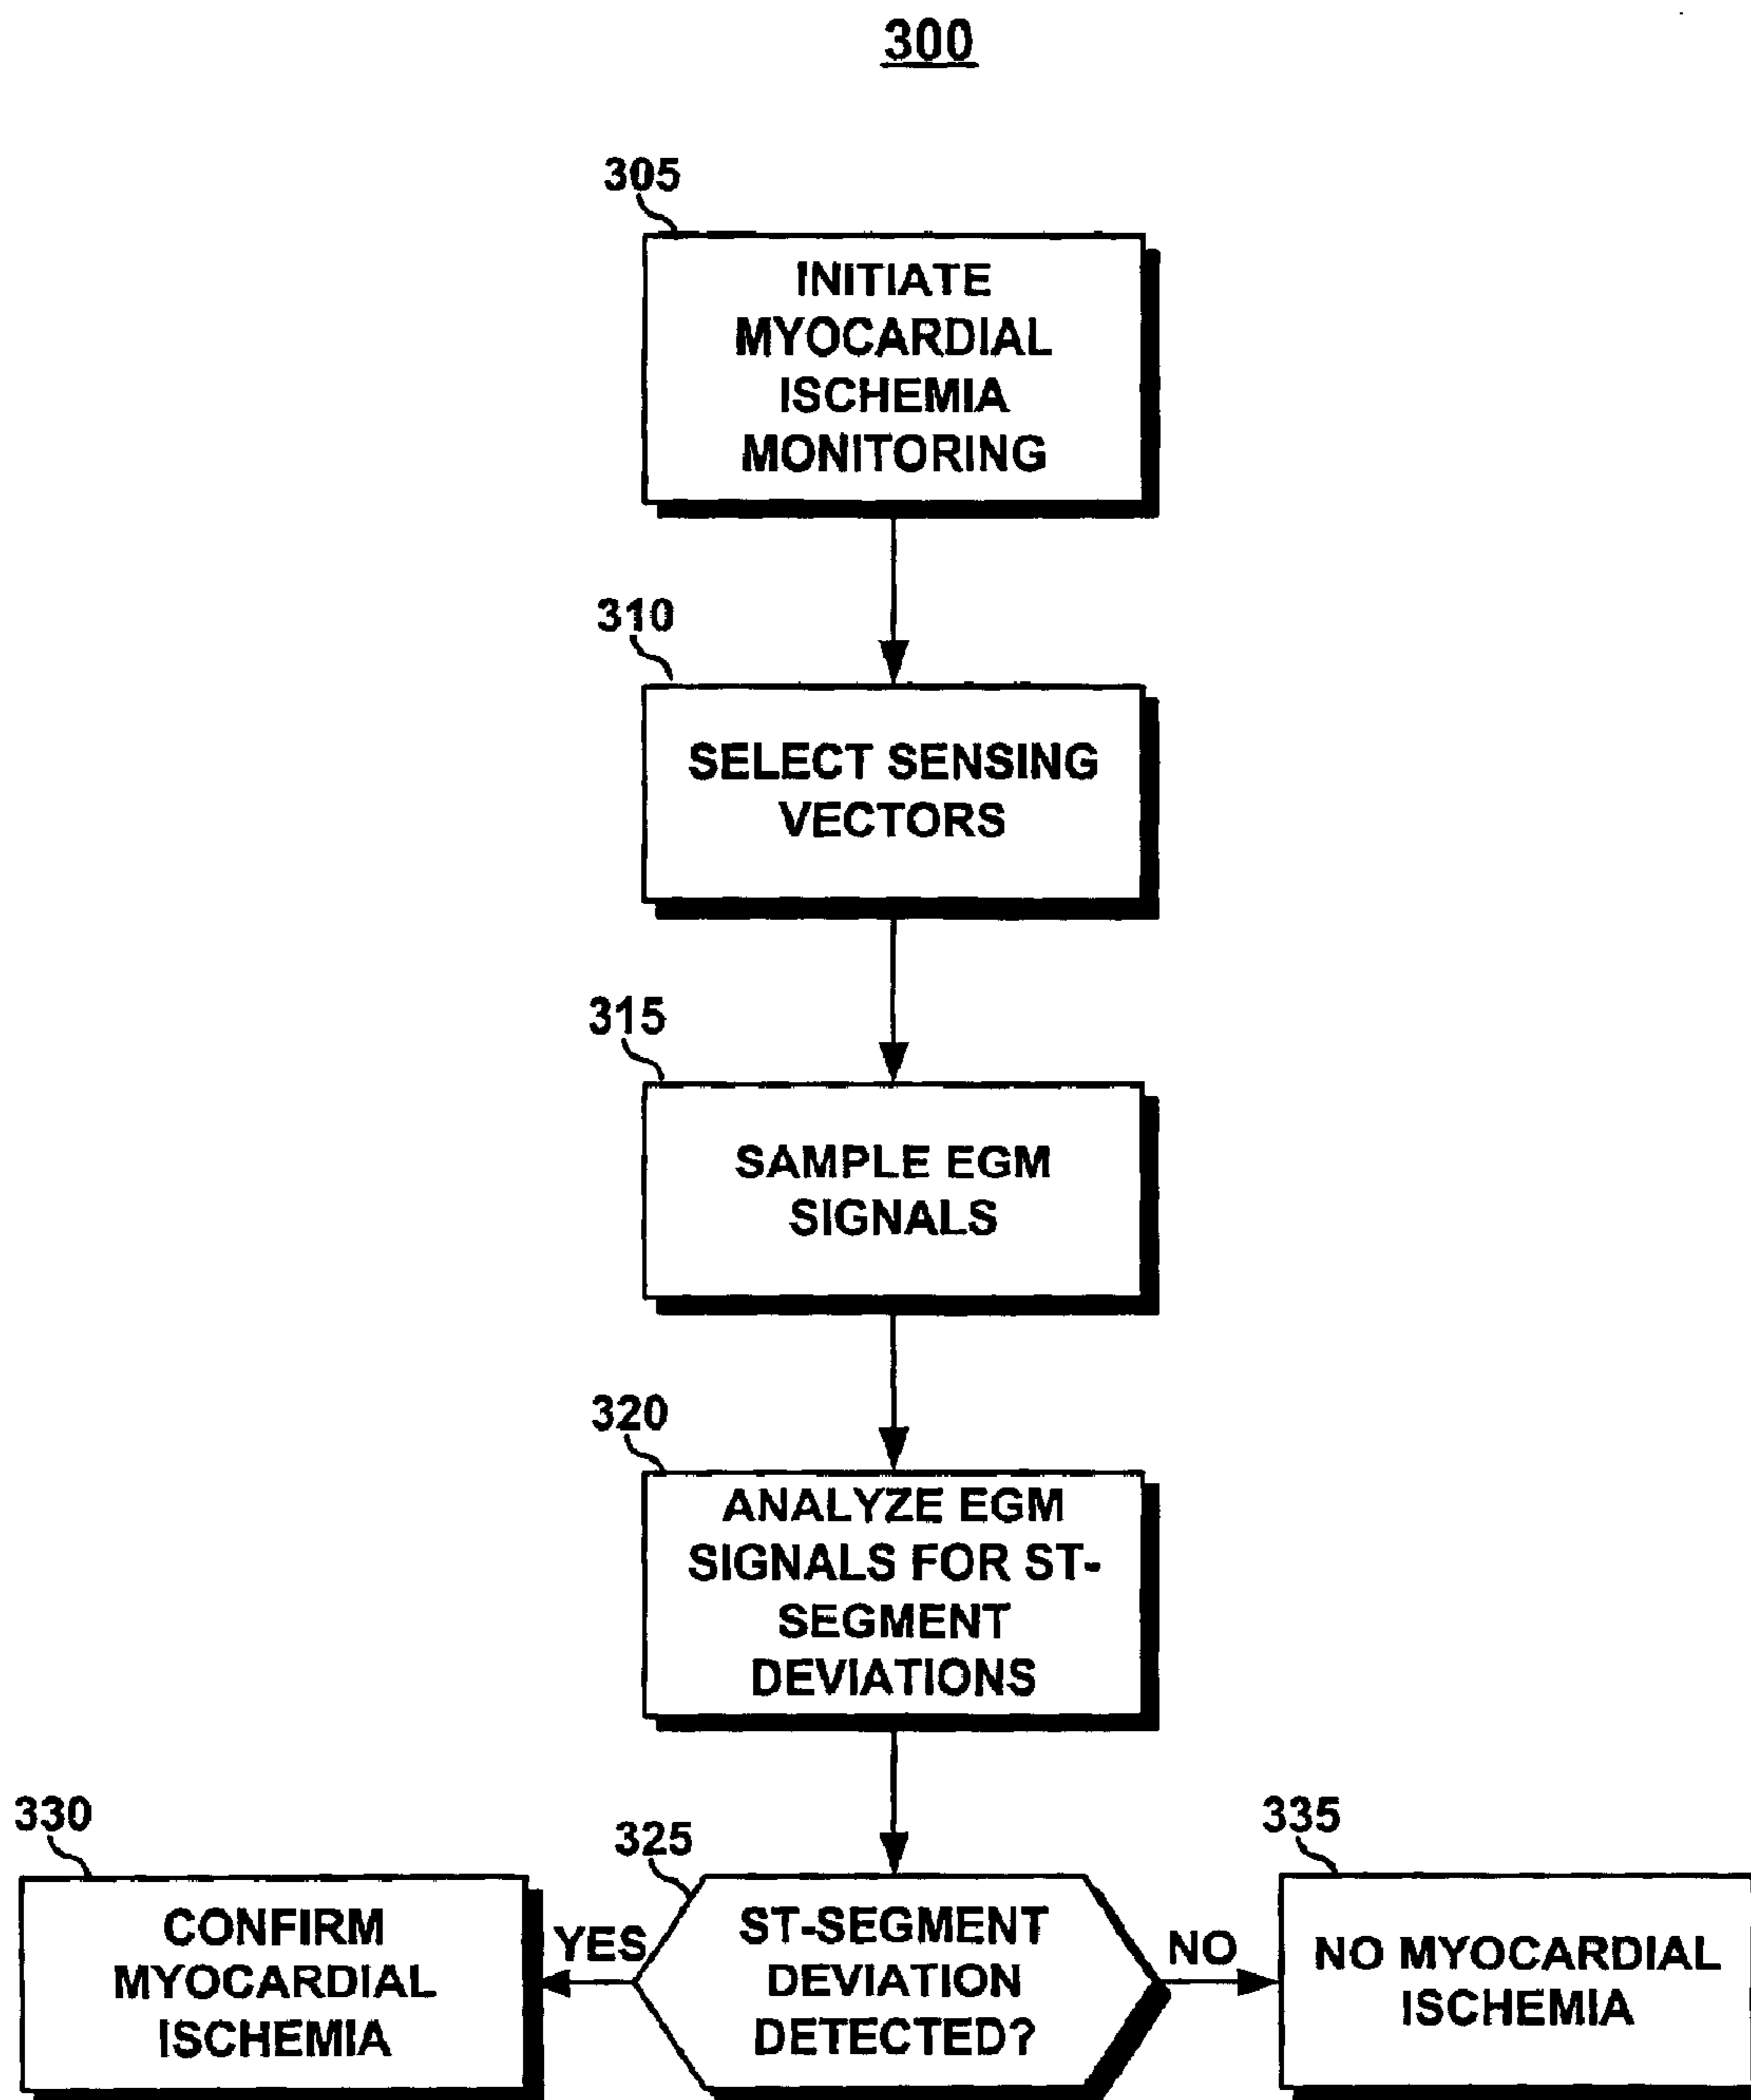 300
305
INITIATE
MYOCARDIAL
ISCHEMIA
MONITORING
310
SELECT SENSING
VECTORS
315
SAMPLE EGM
SIGNALS
320
ANALYZE EGM
SIGNALS FOR ST-
SEGMENT
DEVIATIONS
330
CONFIRM
MYOCARDIAL
ISCHEMIA
YES
325
ST-SEGMENT
DEVIATION
DETECTED?
NO
335
NO MYOCARDIAL
ISCHEMIA